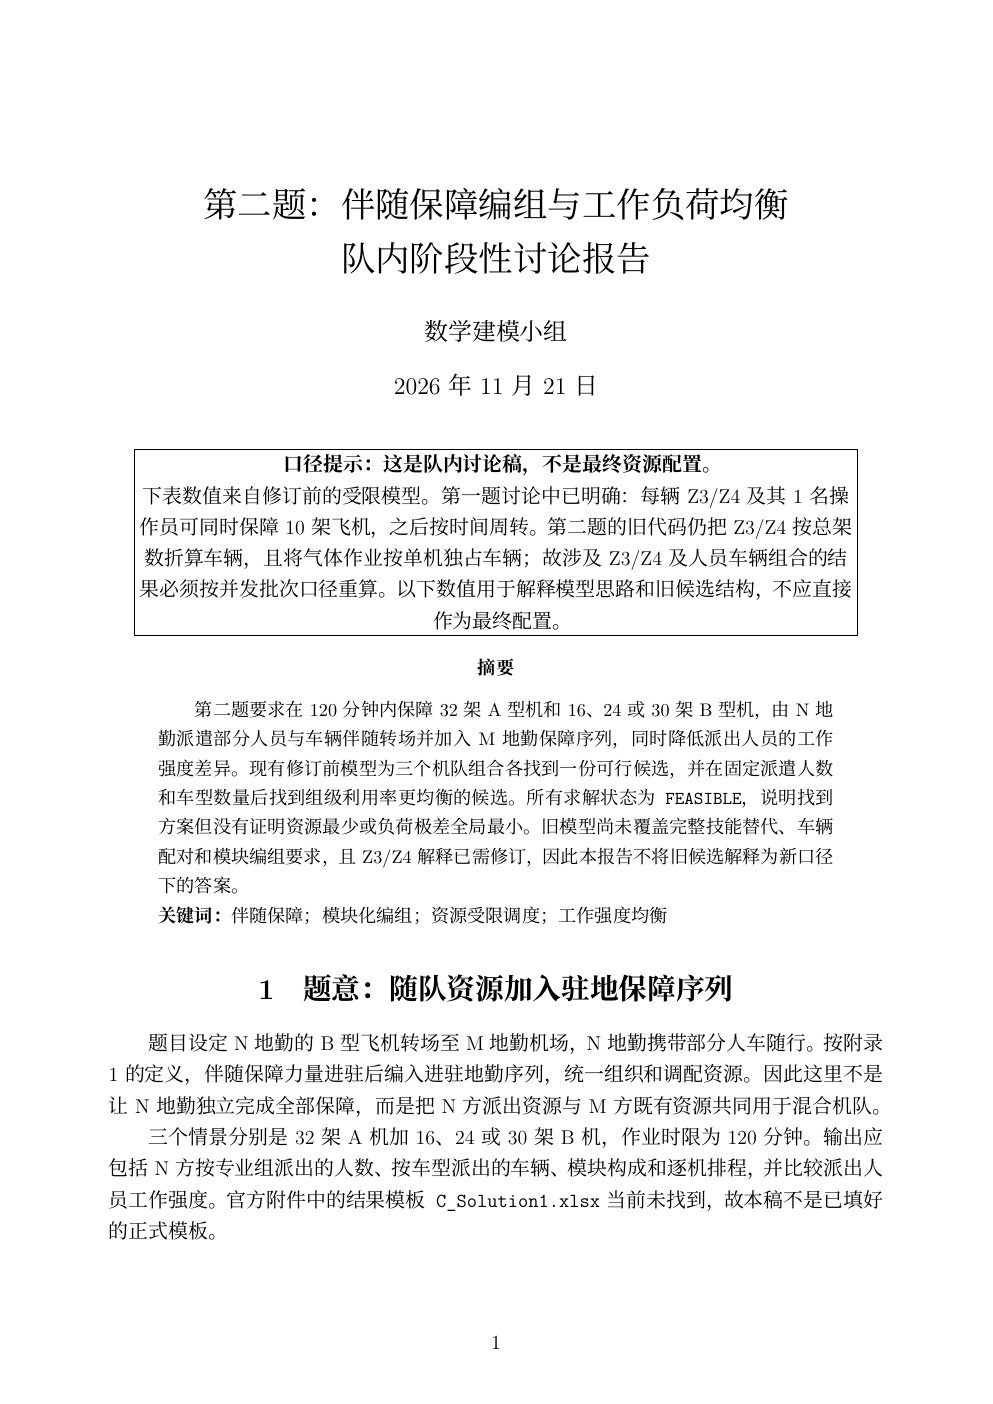 第二题：伴随保障编组与工作负荷均衡
队内阶段性讨论报告
数学建模小组
2026 年 11 月 21 日
口径提示：这是队内讨论稿，不是最终资源配置。
下表数值来自修订前的受限模型。第一题讨论中已明确：每辆 Z3/Z4 及其 1 名操
作员可同时保障 10 架飞机，之后按时间周转。第二题的旧代码仍把 Z3/Z4 按总架
数折算车辆，且将气体作业按单机独占车辆；故涉及 Z3/Z4 及人员车辆组合的结
果必须按并发批次口径重算。以下数值用于解释模型思路和旧候选结构，不应直接
作为最终配置。
摘要
第二题要求在 120 分钟内保障 32 架 A 型机和 16、24 或 30 架 B 型机，由 N 地
勤派遣部分人员与车辆伴随转场并加入 M 地勤保障序列，同时降低派出人员的工作
强度差异。现有修订前模型为三个机队组合各找到一份可行候选，并在固定派遣人数
和车型数量后找到组级利用率更均衡的候选。所有求解状态为 FEASIBLE，说明找到
方案但没有证明资源最少或负荷极差全局最小。旧模型尚未覆盖完整技能替代、车辆
配对和模块编组要求，且 Z3/Z4 解释已需修订，因此本报告不将旧候选解释为新口径
下的答案。
关键词：伴随保障；模块化编组；资源受限调度；工作强度均衡
1 题意：随队资源加入驻地保障序列
题目设定 N 地勤的 B 型飞机转场至 M 地勤机场，N 地勤携带部分人车随行。按附录
1 的定义，伴随保障力量进驻后编入进驻地勤序列，统一组织和调配资源。因此这里不是
让 N 地勤独立完成全部保障，而是把 N 方派出资源与 M 方既有资源共同用于混合机队。
三个情景分别是 32 架 A 机加 16、24 或 30 架 B 机，作业时限为 120 分钟。输出应
包括 N 方按专业组派出的人数、按车型派出的车辆、模块构成和逐机排程，并比较派出人
员工作强度。官方附件中的结果模板 C_Solution1.xlsx 当前未找到，故本稿不是已填好
的正式模板。
1